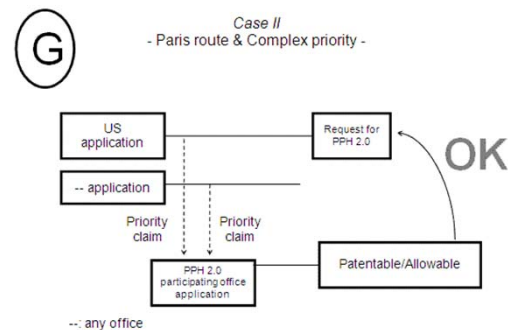 G
Case II
- Paris route & Complex priority -
US
application
Request for
PPH 2.0
OK
-- application
Priority
claim
Priority
claim
PPH 2.0
participating office
application
Patentable/Allowable
--: any office